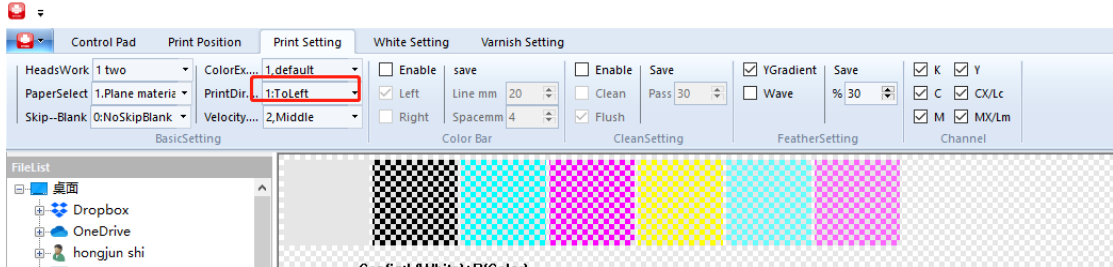 Control Pad Print Position Print Setting White Setting Varnish Setting
HeadsWork 1 two ColorEx.... 1,default Enable save Enable Save YGradient Save K Y
PaperSelect 1.Plane materia PrintDir.... 1:ToLeft Left Line mm 20 Clean Pass 30 Wave % 30 C CX/Lc
Skip--Blank 0:NoSkipBlank Velocity.... 2,Middle Right Spacemm 4 Flush M MX/Lm
BasicSetting Color Bar CleanSetting FeatherSetting Channel
FileList
桌面
Dropbox
OneDrive
hongjun shi